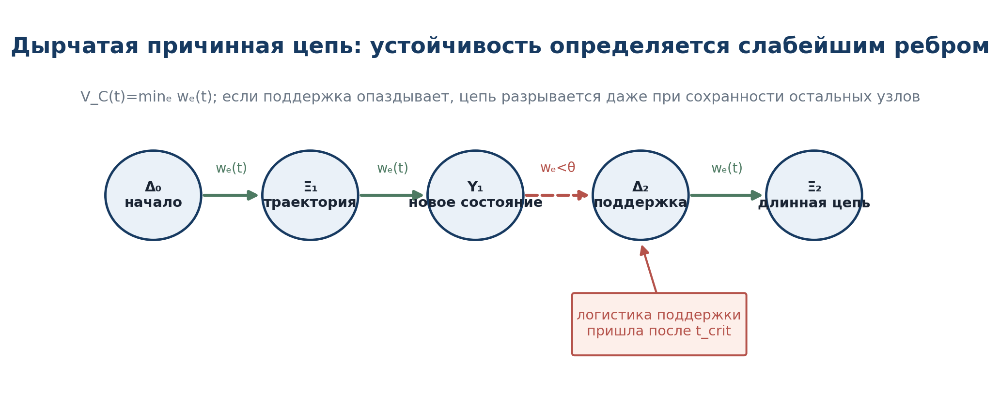 Дырчатая причинная цепь: устойчивость определяется слабейшим ребром
V_C(t)=minₑ wₑ(t); если поддержка опаздывает, цепь разрывается даже при сохранности остальных узлов
wₑ(t)
wₑ(t)
wₑ<θ
wₑ(t)
Δ₀
начало
Ξ₁
траектория
Υ₁
новое состояние
Δ₂
поддержка
Ξ₂
длинная цепь
логистика поддержки
пришла после t_crit